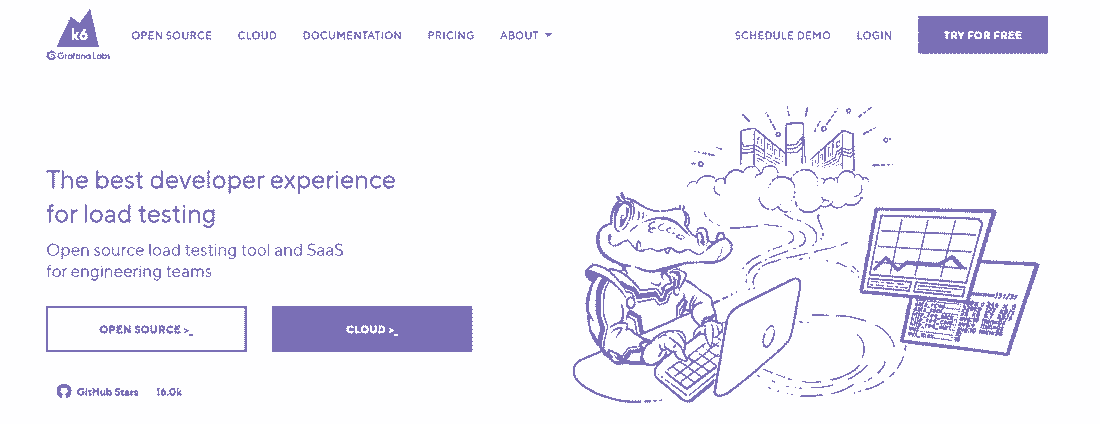 k6
Grafana Labs
OPEN SOURCE
CLOUD
DOCUMENTATION
PRICING
ABOUT
SCHEDULE DEMO
LOGIN
TRY FOR FREE
The best developer experience
for load testing
Open source load testing tool and SaaS
for engineering teams
OPEN SOURCE >_
CLOUD >_
GitHub Stars 16.0k